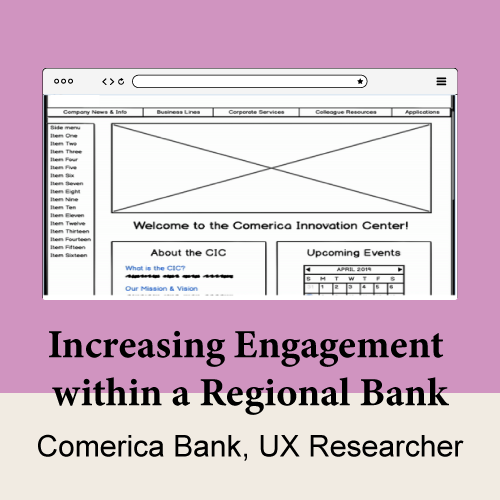 Company News & Info
Business Lines
Corporate Services
Colleague Resources
Applications
Side menu
Item One
Item Two
Item Three
Item Four
Item Five
Item Six
Item Seven
Item Eight
Item Nine
Item Ten
Item Eleven
Item Twelve
Item Thirteen
Item Fourteen
Item Fifteen
Item Sixteen
Welcome to the Comerica Innovation Center!
About the CIC
What is the CIC?
Our Mission & Vision
Upcoming Events
APRIL 2019
S M T W T F S
1 2 3 4 5 6
Increasing Engagement
within a Regional Bank
Comerica Bank, UX Researcher